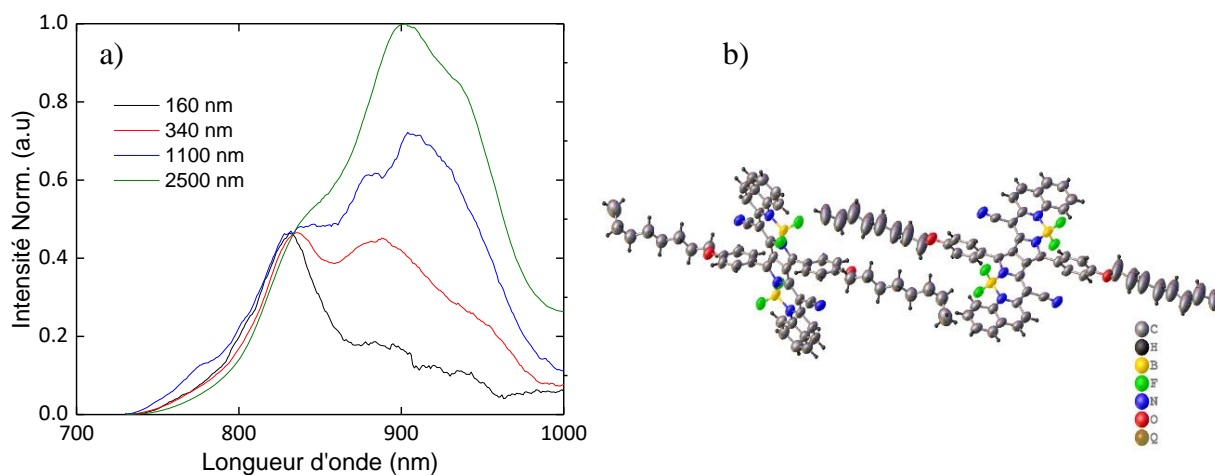 a)
b)
Intensité Norm. (a.u)
1.0
0.8
0.6
0.4
0.2
0.0
160 nm
340 nm
1100 nm
2500 nm
700
800
900
1000
Longueur d'onde (nm)
C
H
B
F
N
O
Q